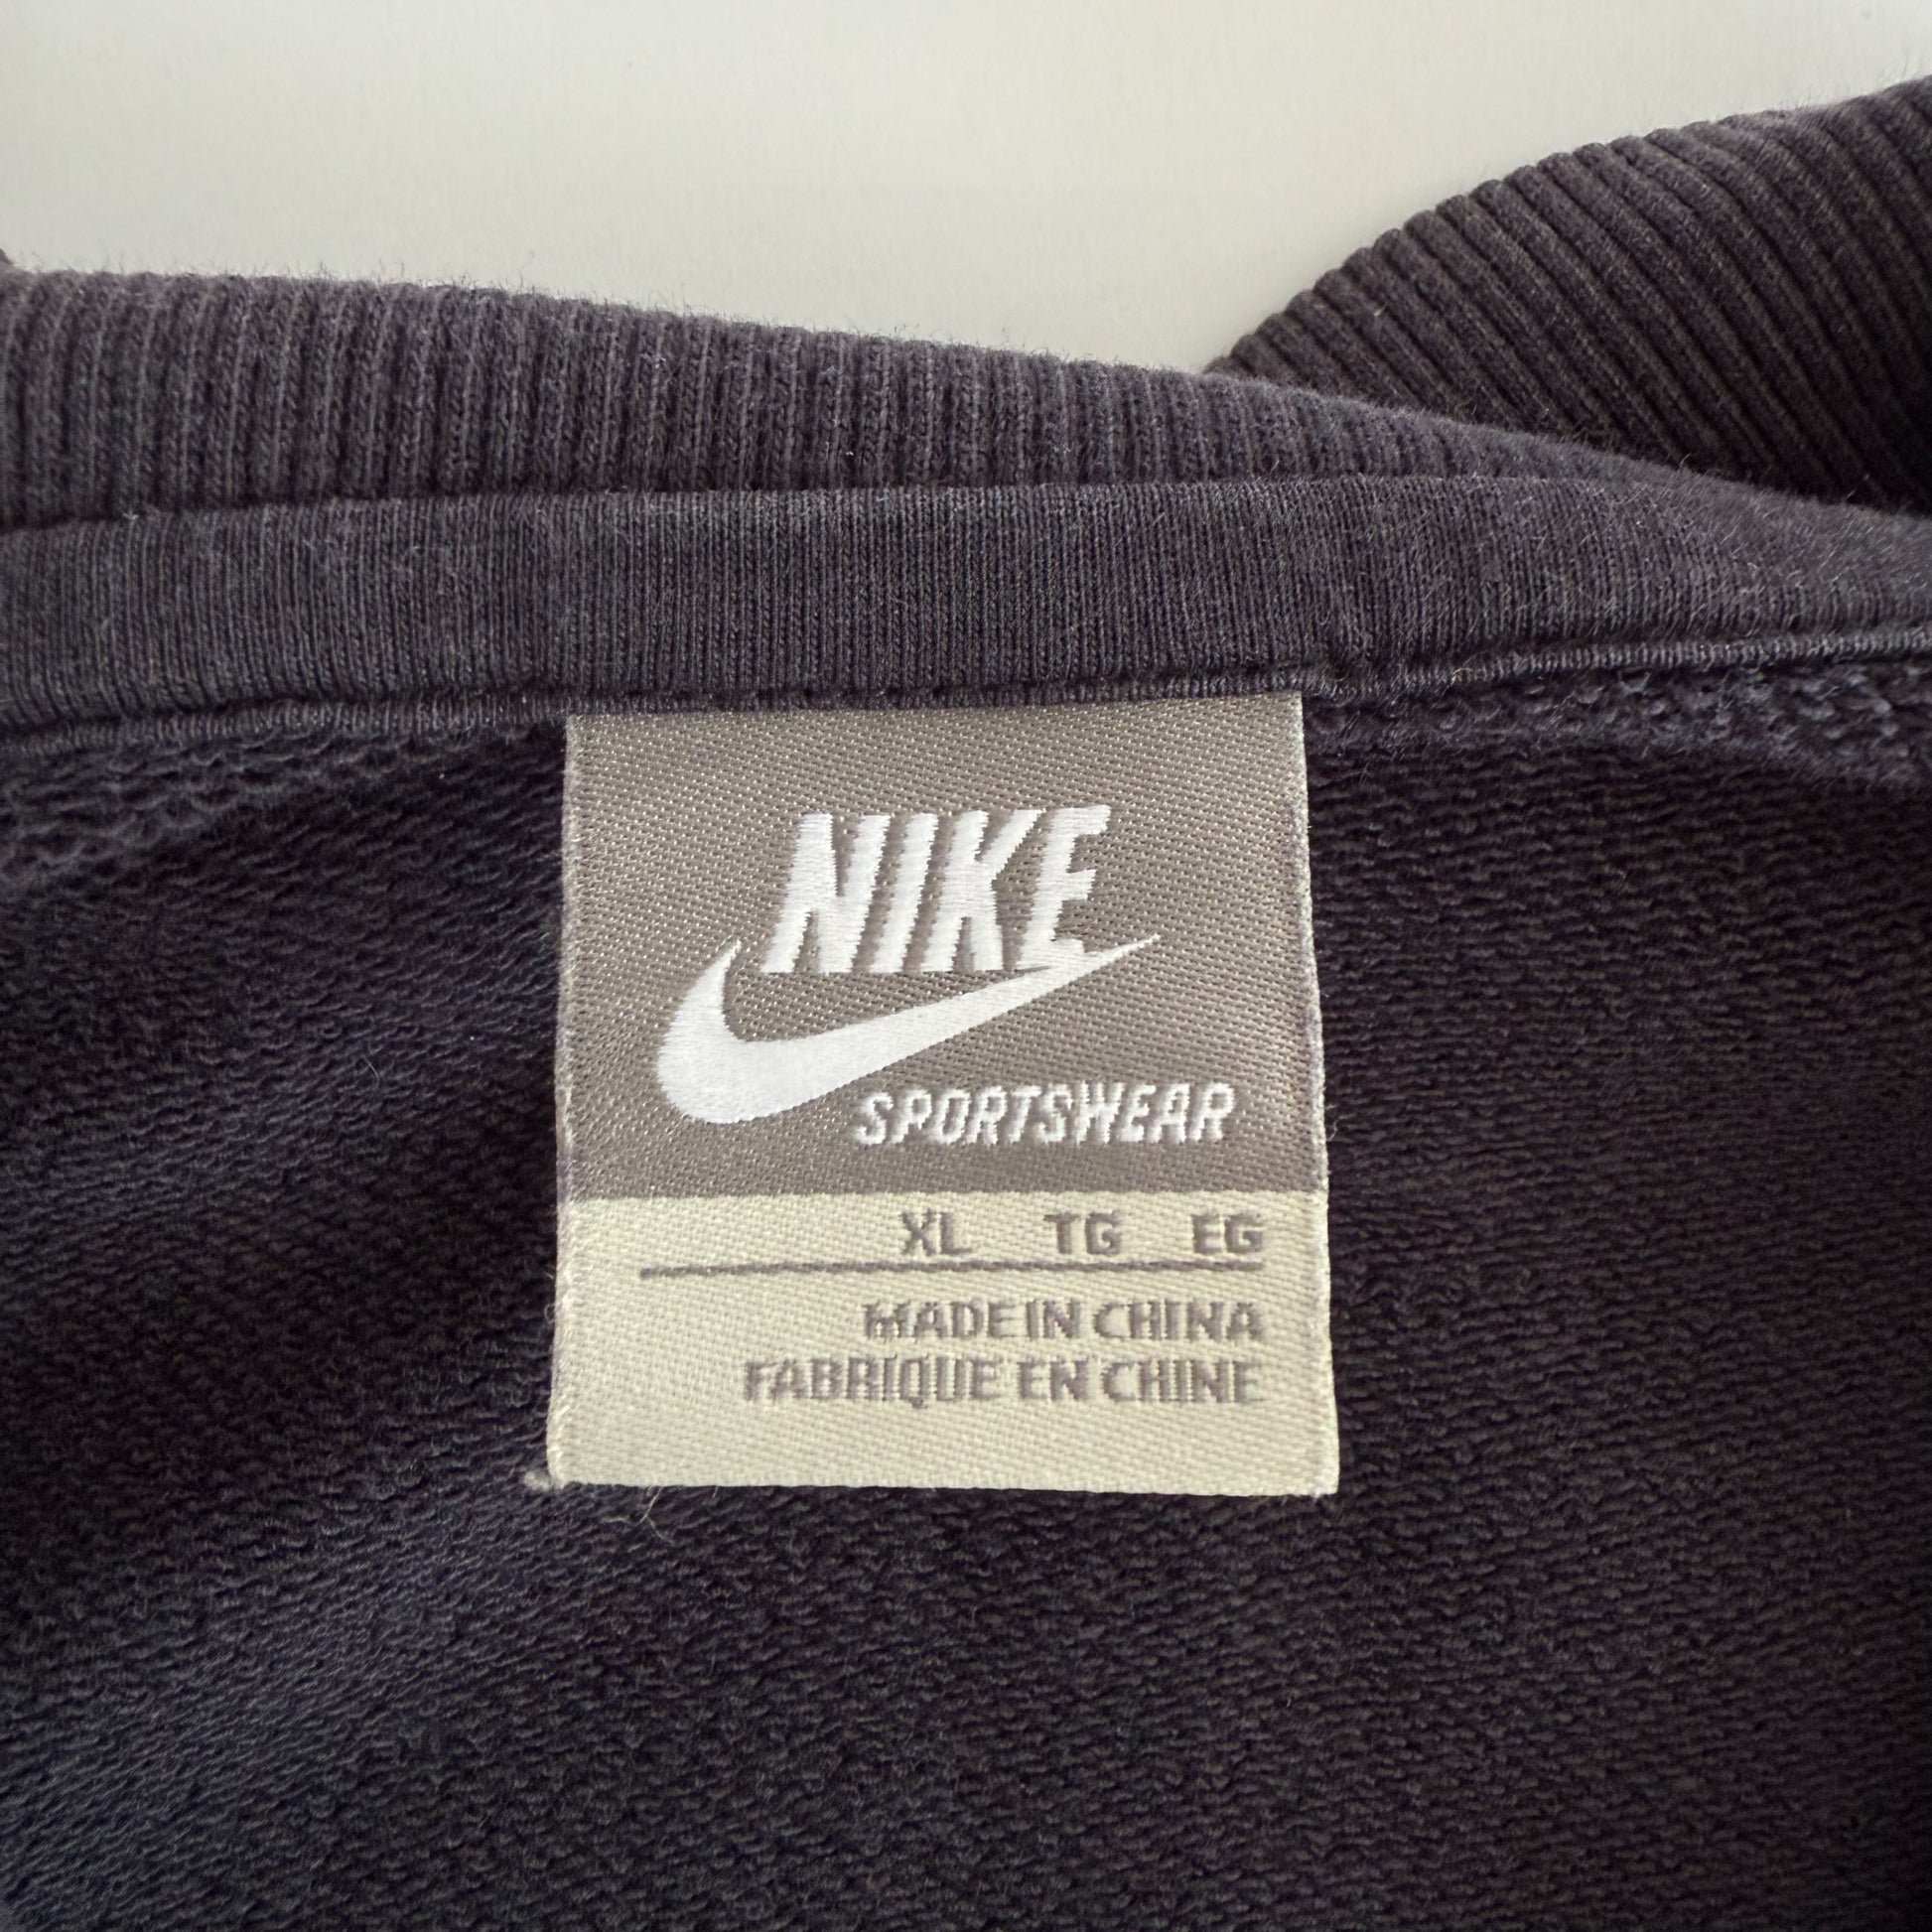 NIKE
SPORTSWEAR
XL TG EG
MADE IN CHINA
FABRIQUE EN CHINE